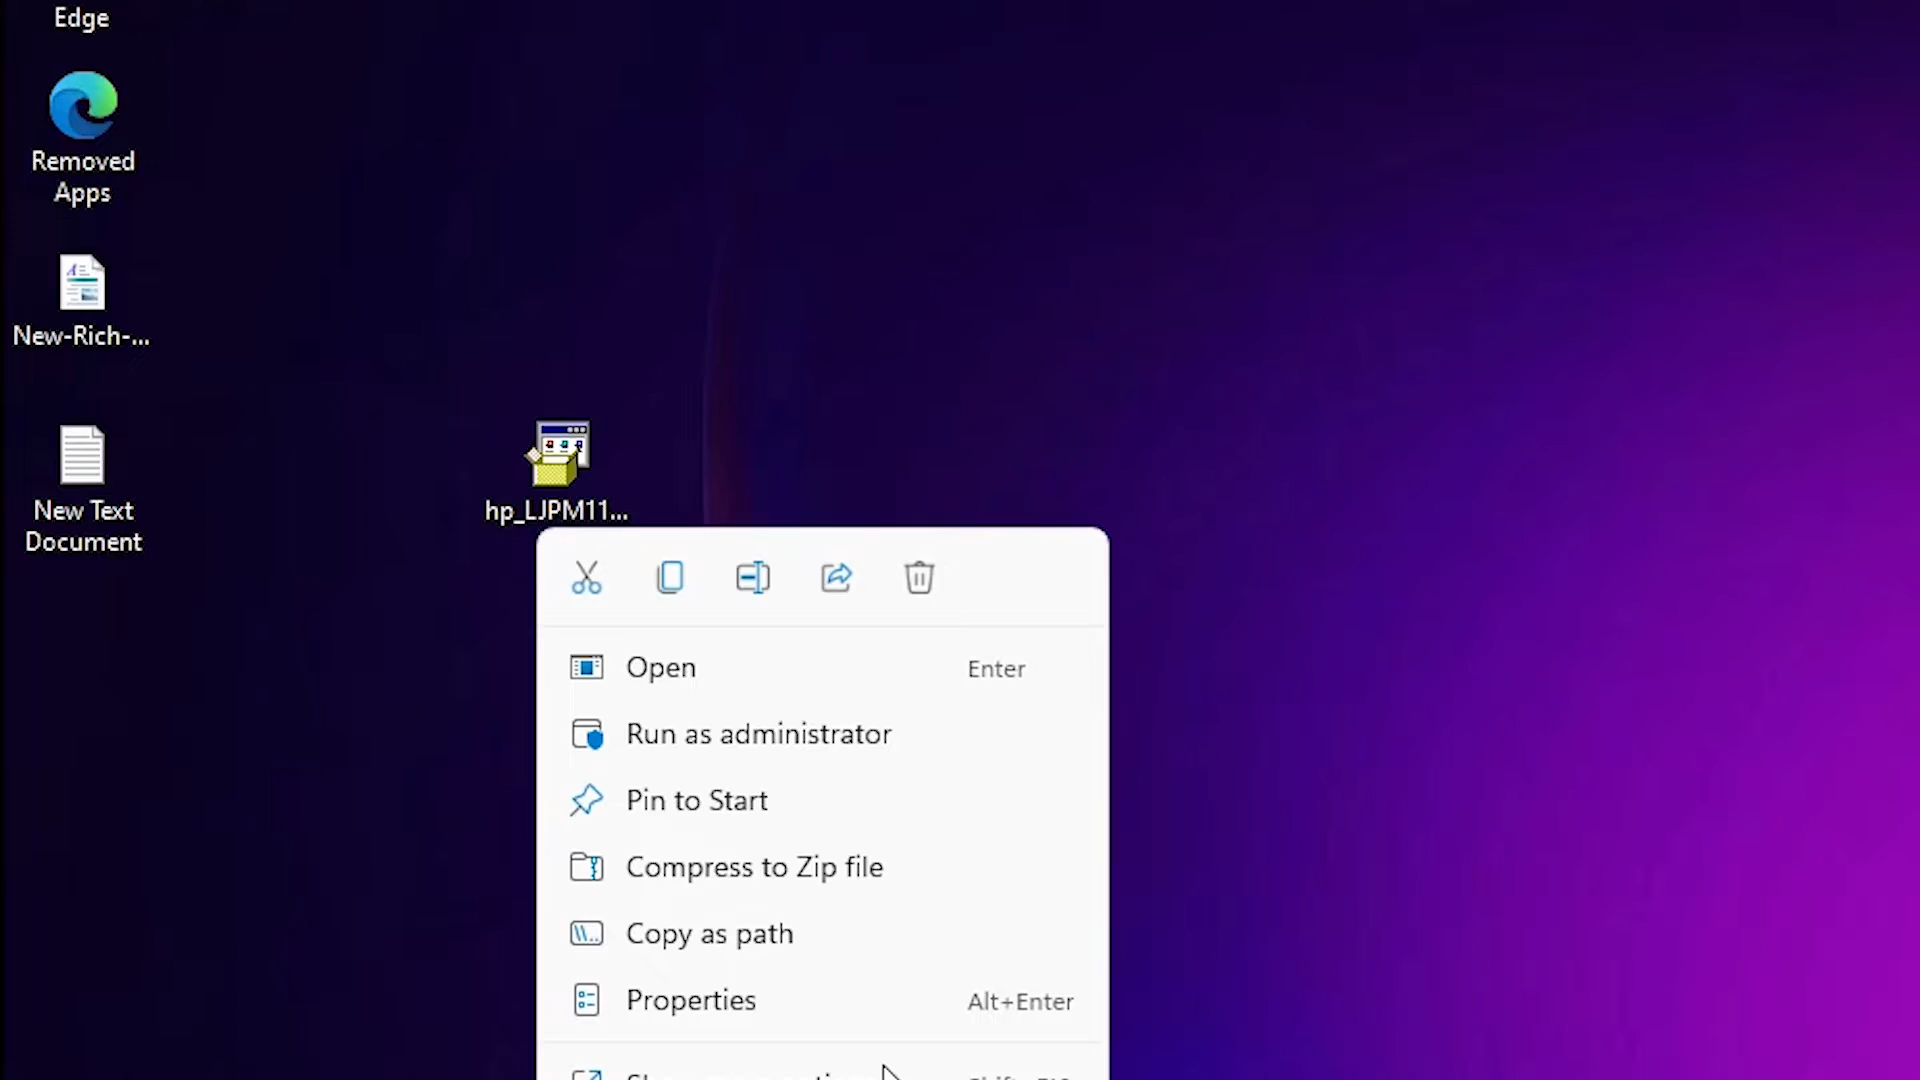 Edge
Removed
Apps
New-Rich-...
New Text
Document
hp_LJPM11...
Open Enter
Run as administrator
Pin to Start
Compress to Zip file
Copy as path
Properties Alt+Enter